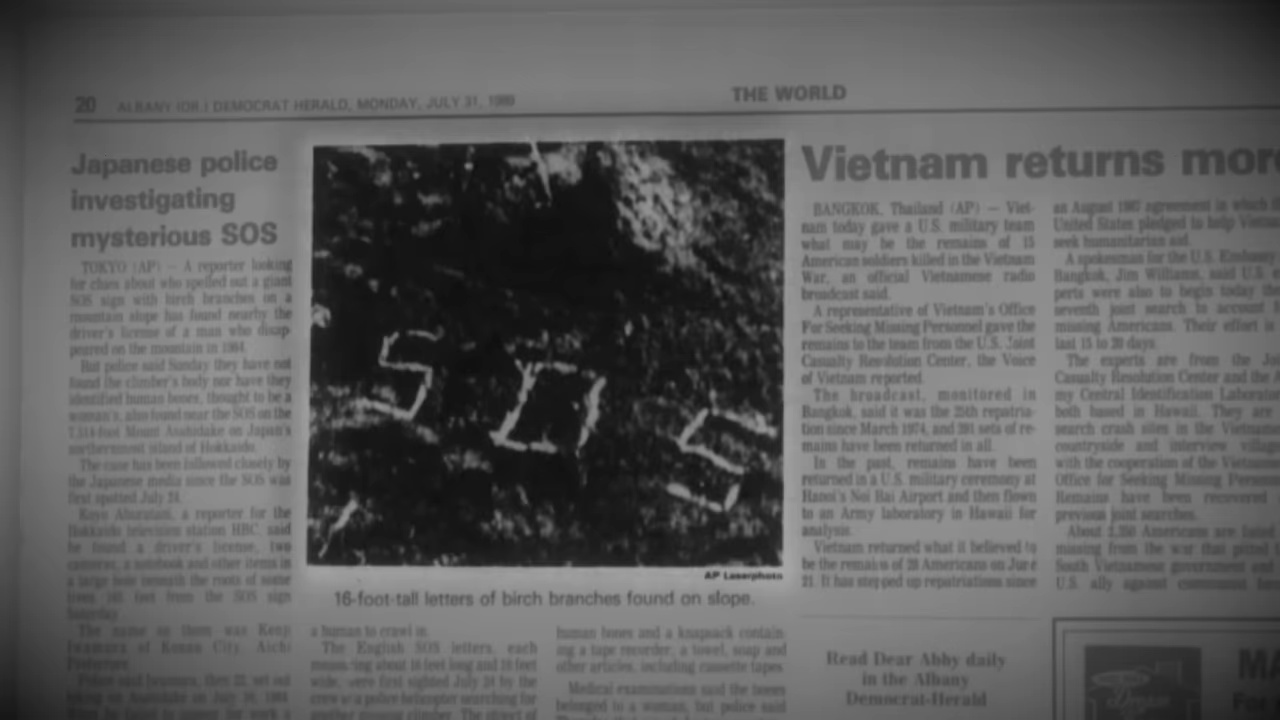 20 ALBANY (OR.) DEMOCRAT HERALD, MONDAY, JULY 31, 1989
THE WORLD
Japanese police
investigating
mysterious SOS
TOKYO (AP) — A reporter looking
for clues about who spelled out a giant
SOS sign with birch branches on a
mountain slope has found nearby the
driver's license of a man who disap-
peared on the mountain in 1984.
But police said Sunday they have not
found the climber's body nor have they
identified human bones, thought to be a
woman's, also found near the SOS on the
7,514-foot Mount Asahidake on Japan's
northernmost island of Hokkaido.
The case has been followed closely by
the Japanese media since the SOS was
first spotted July 24.
a reporter for the
Hokkaido television station HBC, said
he found a driver's license, two
cameras, a notebook and other items in
a large hole beneath the roots of some
trees 165 feet from the SOS sign
Saturday.
The name on them was Kenji
Iwamura of Konan City, Aichi
Prefecture.
SOS
AP Laserphoto
16-foot-tall letters of birch branches found on slope.
a human to crawl in.
The English SOS letters, each
measuring about 16 feet long and 10 feet
wide, were first sighted July 24 by the
crew of a police helicopter searching for
another missing climber. The object of
human bones and a knapsack contain-
ing a tape recorder, a towel, soap and
other articles, including cassette tapes.
Medical examinations said the bones
belonged to a woman, but police said
Vietnam returns mor
BANGKOK, Thailand (AP) — Viet-
nam today gave a U.S. military team
what may be the remains of 15
American soldiers killed in the Vietnam
War, an official Vietnamese radio
broadcast said.
A representative of Vietnam's Office
For Seeking Missing Personnel gave the
remains to the team from the U.S. Joint
Casualty Resolution Center, the Voice
of Vietnam reported.
The broadcast, monitored in
Bangkok, said it was the 25th repatria-
tion since March 1974, and 291 sets of re-
mains have been returned in all.
In the past, remains have been
returned in a U.S. military ceremony at
Hanoi's Noi Bai Airport and then flown
to an Army laboratory in Hawaii for
analysis.
Vietnam returned what it believed to
be the remains of 28 Americans on June
21. It has stepped up repatriations since
an August 1987 agreement in which
United States pledged to help Vietnam
seek humanitarian aid.
A spokesman for the U.S. Embassy
Bangkok, Jim Williams, said U.S.
perts were also to begin today
seventh joint search to account
missing Americans. Their effort is
last 15 to 20 days.
The experts are from the
Casualty Resolution Center and the
my Central Identification Laborator
both based in Hawaii. They are
search crash sites in the Vietnam
countryside and interview village
with the cooperation of the Vietnam
Office for Seeking Missing Personn
Remains have been recovered
previous joint searches.
About 2,350 Americans are listed
missing from the war that pitted
South Vietnamese government and
U.S. ally against communist
Read Dear Abby daily
in the Albany
Democrat-Herald
MA